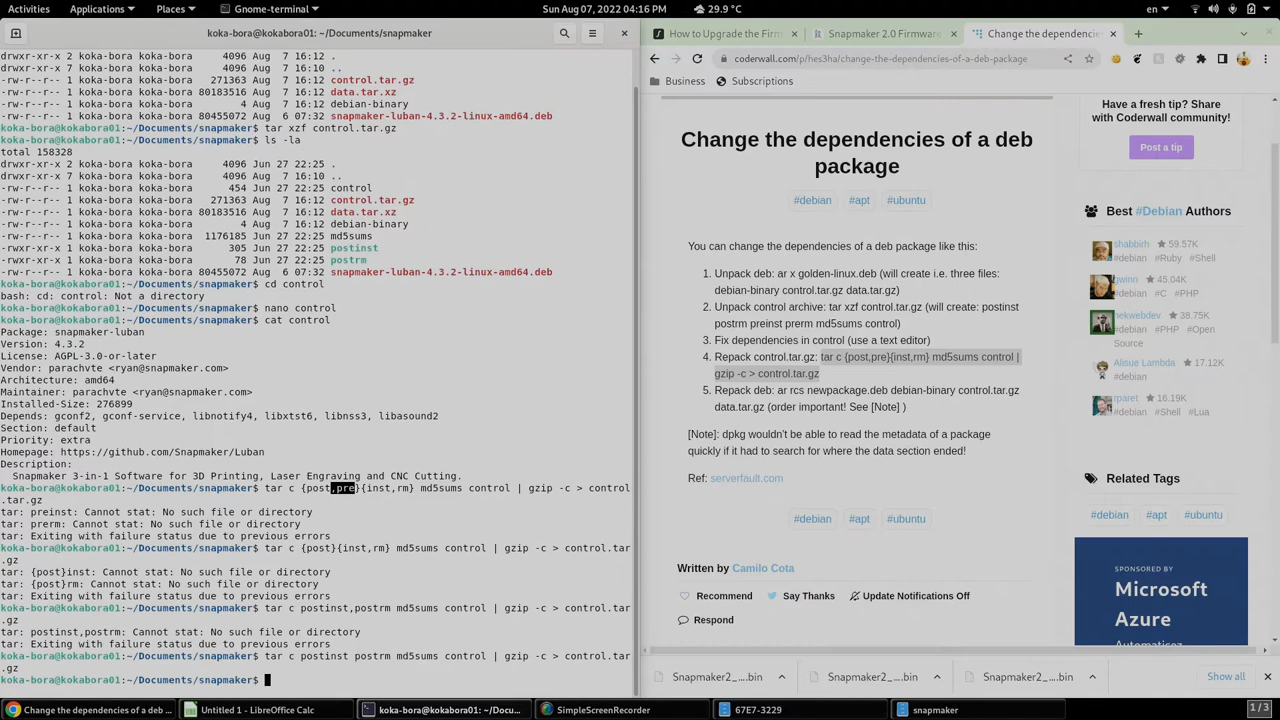 Activities Applications Places Gnome-terminal Sun Aug 07, 2022 04:16 PM 29.9 °C en en
koka-bora@kokabora01: ~/Documents/snapmaker
drwxr-xr-x 2 koka-bora koka-bora 4096 Aug 7 16:12 .
drwxr-xr-x 7 koka-bora koka-bora 4096 Aug 7 16:10 ..
-rw-r--r-- 1 koka-bora koka-bora 271363 Aug 7 16:12 control.tar.gz
-rw-r--r-- 1 koka-bora koka-bora 80183516 Aug 7 16:12 data.tar.xz
-rw-r--r-- 1 koka-bora koka-bora 4 Aug 7 16:12 debian-binary
-rw-r--r-- 1 koka-bora koka-bora 80455072 Aug 6 07:32 snapmaker-luban-4.3.2-linux-amd64.deb
koka-bora@kokabora01:~/Documents/snapmaker$ tar xzf control.tar.gz
koka-bora@kokabora01:~/Documents/snapmaker$ ls -la
total 158328
drwxr-xr-x 2 koka-bora koka-bora 4096 Jun 27 22:25 .
drwxr-xr-x 7 koka-bora koka-bora 4096 Aug 7 16:10 ..
-rw-r--r-- 1 koka-bora koka-bora 454 Jun 27 22:25 control
-rw-r--r-- 1 koka-bora koka-bora 271363 Aug 7 16:12 control.tar.gz
-rw-r--r-- 1 koka-bora koka-bora 80183516 Aug 7 16:12 data.tar.xz
-rw-r--r-- 1 koka-bora koka-bora 4 Aug 7 16:12 debian-binary
-rw-r--r-- 1 koka-bora koka-bora 1176185 Jun 27 22:25 md5sums
-rwxr-xr-x 1 koka-bora koka-bora 305 Jun 27 22:25 postinst
-rwxr-xr-x 1 koka-bora koka-bora 78 Jun 27 22:25 postrm
-rw-r--r-- 1 koka-bora koka-bora 80455072 Aug 6 07:32 snapmaker-luban-4.3.2-linux-amd64.deb
koka-bora@kokabora01:~/Documents/snapmaker$ cd control
bash: cd: control: Not a directory
koka-bora@kokabora01:~/Documents/snapmaker$ nano control
koka-bora@kokabora01:~/Documents/snapmaker$ cat control
Package: snapmaker-luban
Version: 4.3.2
License: AGPL-3.0-or-later
Vendor: parachvte <ryan@snapmaker.com>
Architecture: amd64
Maintainer: parachvte <ryan@snapmaker.com>
Installed-Size: 276899
Depends: gconf2, gconf-service, libnotify4, libxtst6, libnss3, libasound2
Section: default
Priority: extra
Homepage: https://github.com/Snapmaker/Luban
Description:
Snapmaker 3-in-1 Software for 3D Printing, Laser Engraving and CNC Cutting.
koka-bora@kokabora01:~/Documents/snapmaker$ tar c {post,pre}{inst,rm} md5sums control | gzip -c > control
.tar.gz
tar: preinst: Cannot stat: No such file or directory
tar: prerm: Cannot stat: No such file or directory
tar: Exiting with failure status due to previous errors
koka-bora@kokabora01:~/Documents/snapmaker$ tar c {post}{inst,rm} md5sums control | gzip -c > control.tar
.gz
tar: {post}inst: Cannot stat: No such file or directory
tar: {post}rm: Cannot stat: No such file or directory
tar: Exiting with failure status due to previous errors
koka-bora@kokabora01:~/Documents/snapmaker$ tar c postinst,postrm md5sums control | gzip -c > control.tar
.gz
tar: postinst,postrm: Cannot stat: No such file or directory
tar: Exiting with failure status due to previous errors
koka-bora@kokabora01:~/Documents/snapmaker$ tar c postinst postrm md5sums control | gzip -c > control.tar
.gz
koka-bora@kokabora01:~/Documents/snapmaker$
How to Upgrade the Firm Snapmaker 2.0 Firmware Change the dependencie
coderwall.com/p/hes3ha/change-the-dependencies-of-a-deb-package
Business Subscriptions
Change the dependencies of a deb
package
#debian #apt #ubuntu
You can change the dependencies of a deb package like this:
1. Unpack deb: ar x golden-linux.deb (will create i.e. three files:
debian-binary control.tar.gz data.tar.gz)
2. Unpack control archive: tar xzf control.tar.gz (will create: postinst
postrm preinst prerm md5sums control)
3. Fix dependencies in control (use a text editor)
4. Repack control.tar.gz: tar c {post,pre}{inst,rm} md5sums control |
gzip -c > control.tar.gz
5. Repack deb: ar rcs newpackage.deb debian-binary control.tar.gz
data.tar.gz (order important! See [Note] )
[Note]: dpkg wouldn't be able to read the metadata of a package
quickly if it had to search for where the data section ended!
Ref: serverfault.com
#debian #apt #ubuntu
Written by Camilo Cota
Recommend Say Thanks Update Notifications Off
Respond
Have a fresh tip? Share
with Coderwall community!
Post a tip
Best #Debian Authors
shabbirh 59.57K
#debian #Ruby #Shell
gwinn 45.04K
#debian #C #PHP
nekwebdev 38.75K
#debian #PHP #Open
Source
Alisue Lambda 17.12K
#debian
rparet 16.19K
#debian #Shell #Lua
Related Tags
#debian #apt #ubuntu
SPONSORED BY
Microsoft
Azure
Automatically
Snapmaker2_....bin Snapmaker2_....bin Snapmaker2_....bin Show all
Change the dependencies of a deb ... Untitled 1 - LibreOffice Calc koka-bora@kokabora01: ~/Docum... SimpleScreenRecorder 67E7-3229 snapmaker 1 / 3